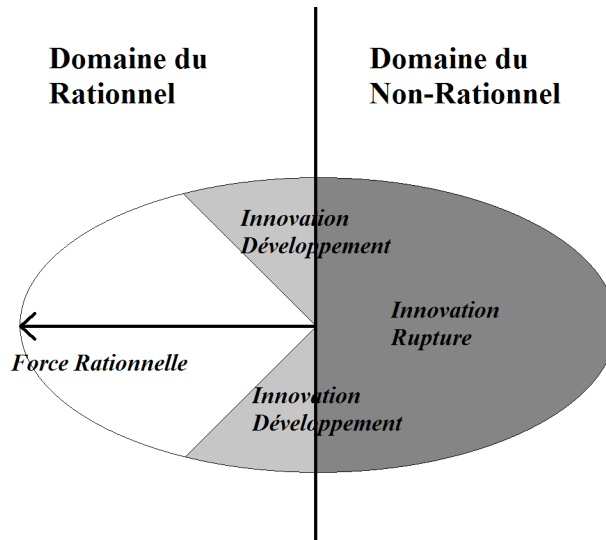 Domaine du
Rationnel
Domaine du
Non-Rationnel
Innovation
Développement
Innovation
Rupture
Force Rationnelle
Innovation
Développement